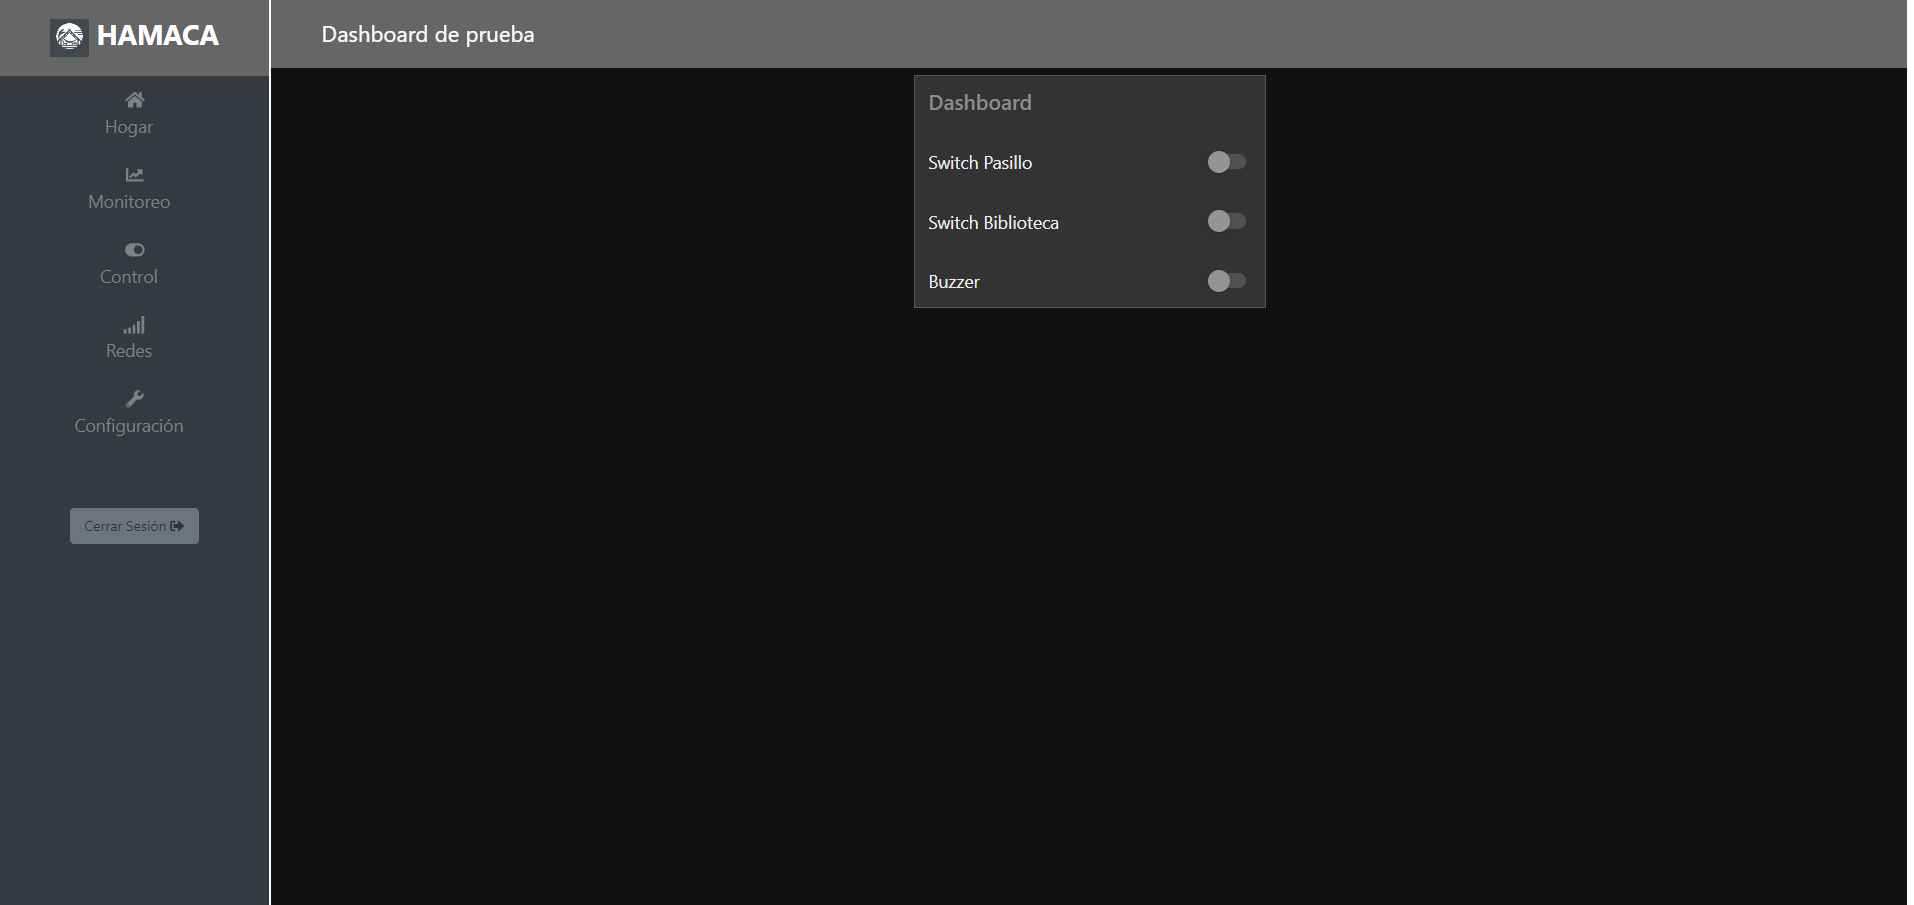 HAMACA
Hogar
Monitoreo
Control
Redes
Configuración
Cerrar Sesión
Dashboard de prueba
Dashboard
Switch Pasillo
Switch Biblioteca
Buzzer